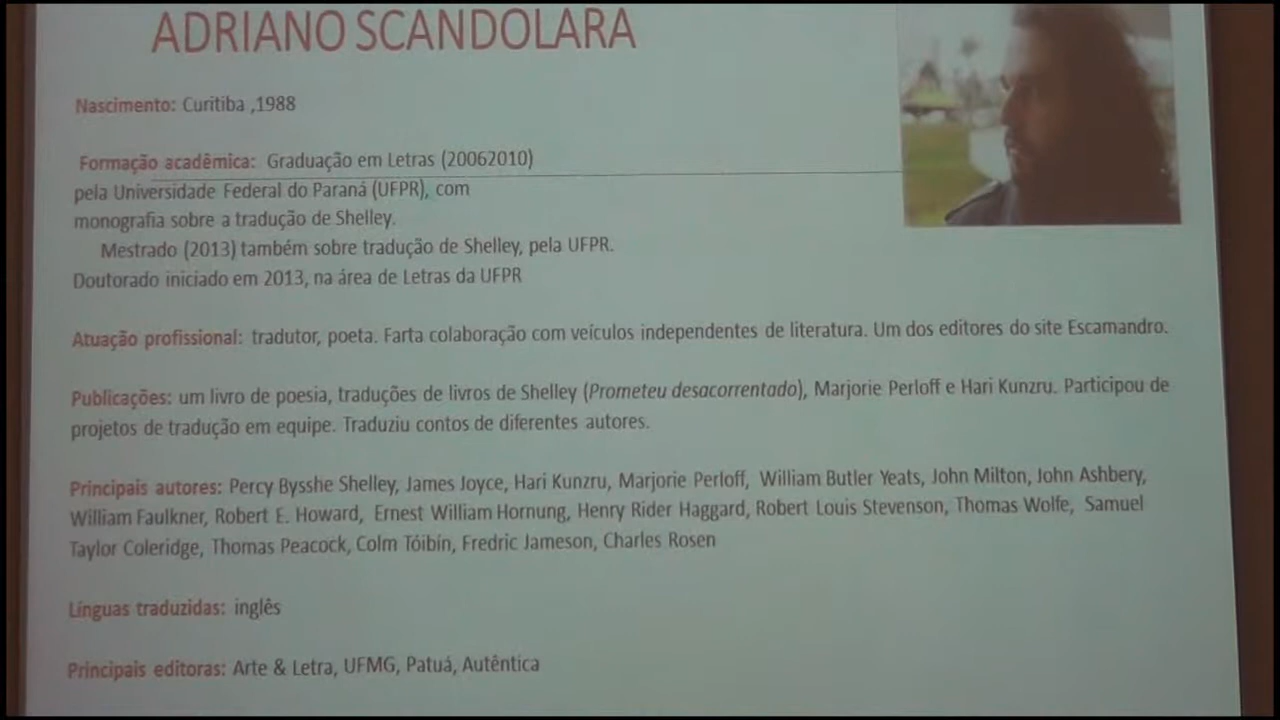 ADRIANO SCANDOLARA
Nascimento: Curitiba ,1988
Formação acadêmica: Graduação em Letras (20062010)
pela Universidade Federal do Paraná (UFPR), com
monografia sobre a tradução de Shelley.
Mestrado (2013) também sobre tradução de Shelley, pela UFPR.
Doutorado iniciado em 2013, na área de Letras da UFPR
Atuação profissional: tradutor, poeta. Farta colaboração com veículos independentes de literatura. Um dos editores do site Escamandro.
Publicações: um livro de poesia, traduções de livros de Shelley (Prometeu desacorrentado), Marjorie Perloff e Hari Kunzru. Participou de
projetos de tradução em equipe. Traduziu contos de diferentes autores.
Principais autores: Percy Bysshe Shelley, James Joyce, Hari Kunzru, Marjorie Perloff, William Butler Yeats, John Milton, John Ashbery,
William Faulkner, Robert E. Howard, Ernest William Hornung, Henry Rider Haggard, Robert Louis Stevenson, Thomas Wolfe, Samuel
Taylor Coleridge, Thomas Peacock, Colm Tóibín, Fredric Jameson, Charles Rosen
Línguas traduzidas: inglês
Principais editoras: Arte & Letra, UFMG, Patuá, Autêntica